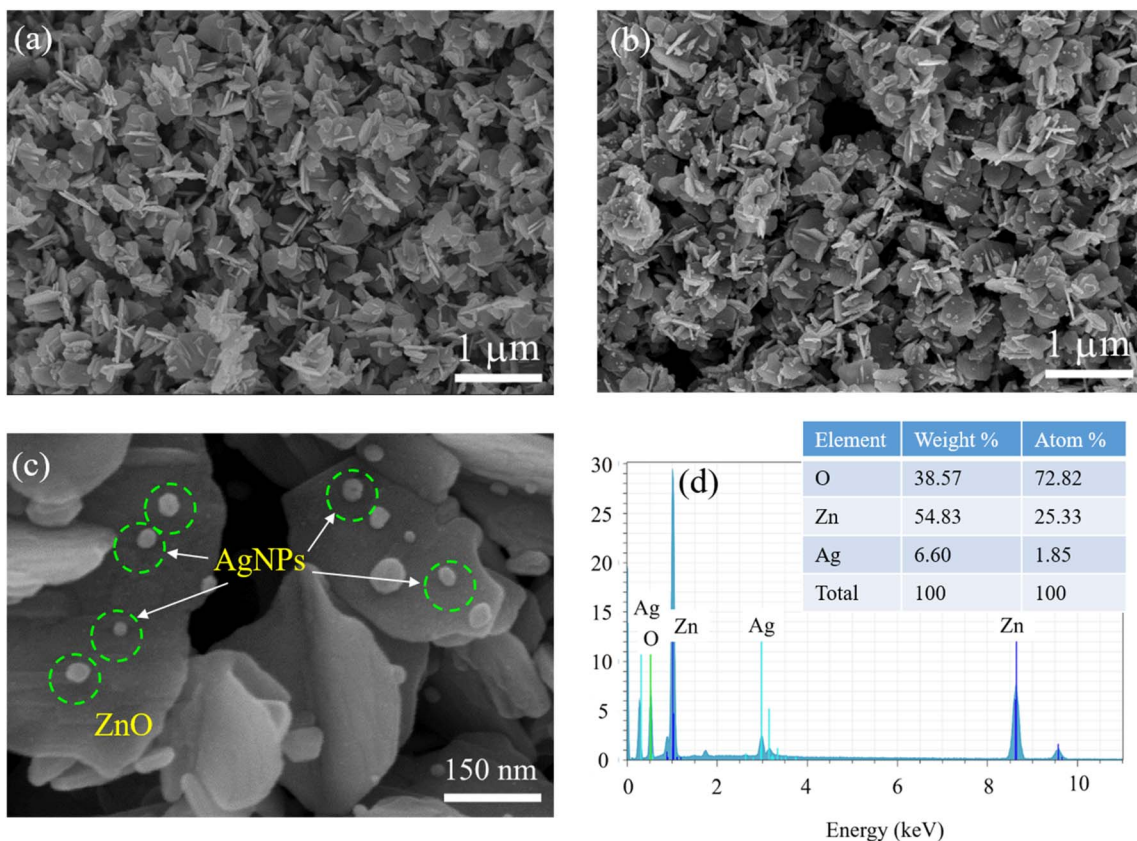 (a)
1 μm
(b)
1 μm
(c)
AgNPs
ZnO
150 nm
(d)
Element Weight % Atom %
O 38.57 72.82
Zn 54.83 25.33
Ag 6.60 1.85
Total 100 100
30
25
20
15
10
5
0
Ag
O
Zn
Ag
Zn
0 2 4 6 8 10
Energy (keV)